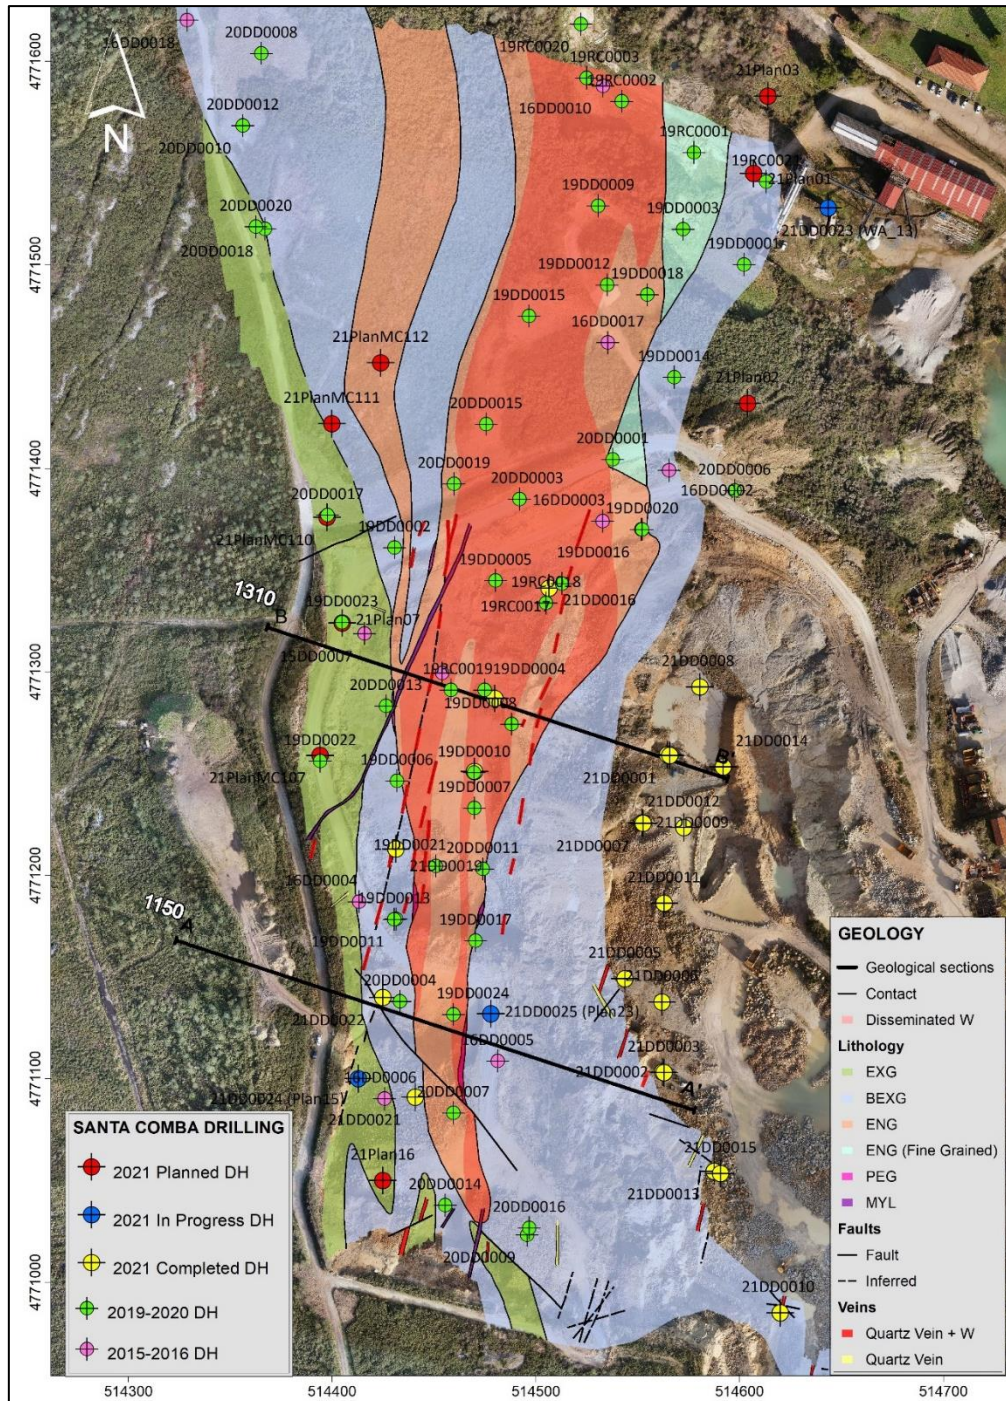 4771600
4771500
4771400
4771300
4771200
4771100
4771000
514300
514400
514500
514600
514700
N
16DD0018
20DD0008
19RC0020
19RC0003
19RC0002
16DD0010
21Plan03
20DD0012
20DD0010
19RC0001
19RC0021
21Plan01
19DD0009
20DD0020
20DD0018
19DD0003
21DD0023 (WA_13)
19DD0001
19DD0012
19DD0018
19DD0015
16DD0017
21PlanMC112
19DD0014
21Plan02
21PlanMC111
20DD0015
20DD0001
20DD0019
20DD0003
20DD0006
16DD0002
16DD0003
20DD0017
19DD0020
21PlanMC110
19DD0002
19DD0016
19DD0005
19RC0018
19RC0017
21DD0016
1310
B
19DD0023
21Plan07
15DD0007
19RC0019
19DD0004
21DD0008
20DD0013
19DD0008
21DD0014
B'
19DD0022
21PlanMC107
19DD0006
19DD0010
21DD0001
19DD0007
21DD0012
21DD0009
21DD0007
19DD0021
20DD0011
21DD0019
16DD0004
19DD0013
21DD0011
1150
A
19DD0011
19DD0017
21DD0005
21DD0006
20DD0004
21DD0022
19DD0024
21DD0025 (Plan23)
16DD0005
21DD0003
21DD0002
A'
21DD0024 (Plan15)
16DD0006
20DD0007
21DD0021
21Plan16
21DD0015
21DD0013
20DD0014
20DD0016
20DD0009
21DD0010
SANTA COMBA DRILLING
2021 Planned DH
2021 In Progress DH
2021 Completed DH
2019-2020 DH
2015-2016 DH
GEOLOGY
Geological sections
Contact
Disseminated W
Lithology
EXG
BEXG
ENG
ENG (Fine Grained)
PEG
MYL
Faults
Fault
Inferred
Veins
Quartz Vein + W
Quartz Vein